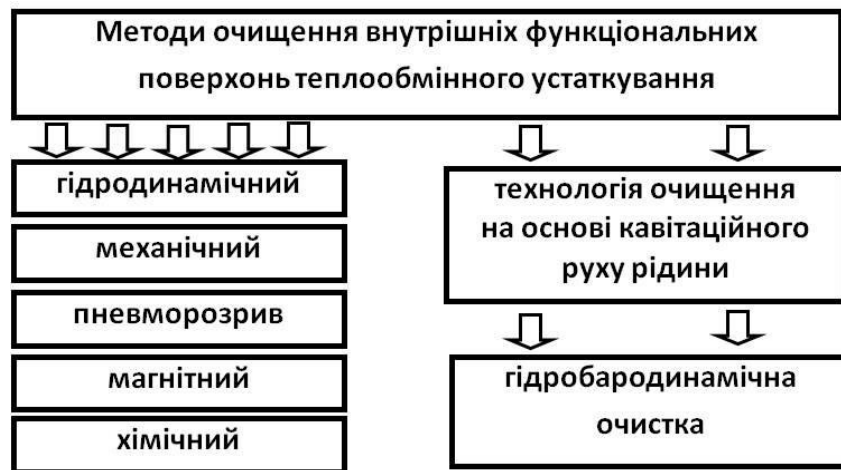 Методи очищення внутрішніх функціональних
поверхонь теплообмінного устаткування
гідродинамічний
механічний
пневморозрив
магнітний
хімічний
технологія очищення
на основі кавітаційного
руху рідини
гідробародинамічна
очистка